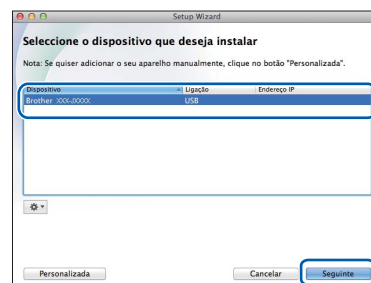 Setup Wizard
Seleccione o dispositivo que deseja instalar
Nota: Se quiser adicionar o seu aparelho manualmente, clique no botão "Personalizada".
Dispositivo Ligação Endereço IP
Brother XXX-XXXX USB
Personalizada Cancelar Seguinte